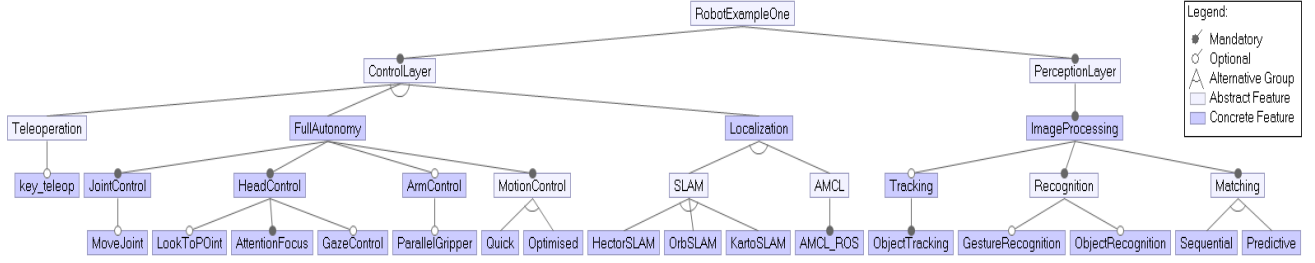 RobotExampleOne
Legend:
Mandatory
Optional
Alternative Group
Abstract Feature
Concrete Feature
ControlLayer
PerceptionLayer
Teleoperation
FullAutonomy
Localization
ImageProcessing
key_teleop
JointControl
HeadControl
ArmControl
MotionControl
SLAM
AMCL
Tracking
Recognition
Matching
MoveJoint
LookToPOint
AttentionFocus
GazeControl
ParallelGripper
Quick
Optimised
HectorSLAM
OrbSLAM
KartoSLAM
AMCL_ROS
ObjectTracking
GestureRecognition
ObjectRecognition
Sequential
Predictive